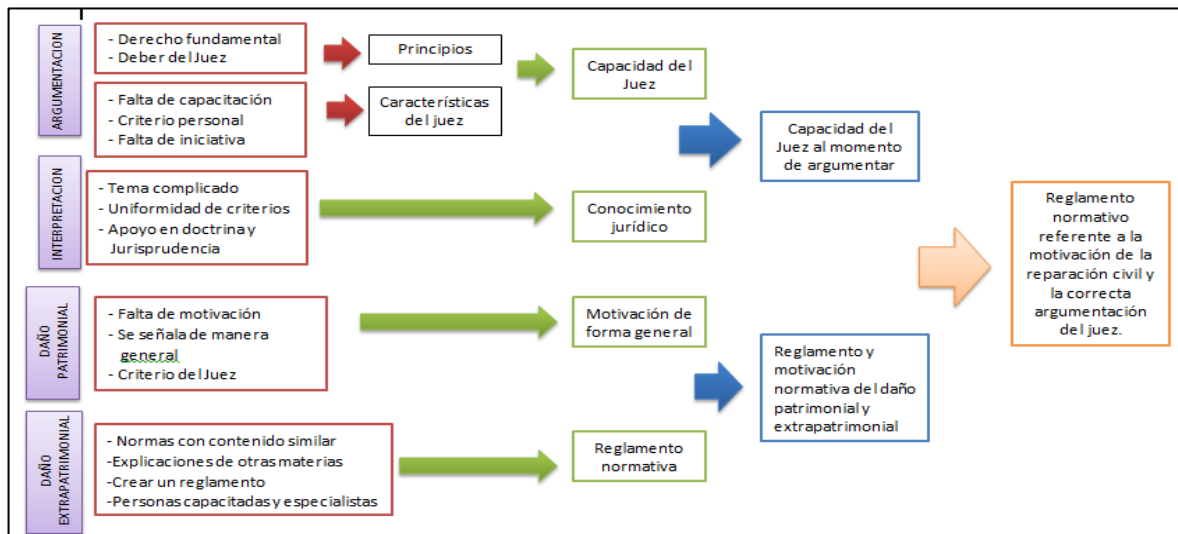 ARGUMENTACION
- Derecho fundamental
- Deber del Juez
Principios
- Falta de capacitación
- Criterio personal
- Falta de iniciativa
Características
del juez
Capacidad del
Juez
INTERPRETACION
- Tema complicado
- Uniformidad de criterios
- Apoyo en doctrina y
Jurisprudencia
Conocimiento
jurídico
Capacidad del
Juez al momento
de argumentar
DAÑO
PATRIMONIAL
- Falta de motivación
- Se señala de manera
general
- Criterio del Juez
Motivación de
forma general
DAÑO
EXTRAPATRIMONIAL
- Normas con contenido similar
-Explicaciones de otras materias
-Crear un reglamento
-Personas capacitadas y especialistas
Reglamento
normativa
Reglamento y
motivación
normativa del daño
patrimonial y
extrapatrimonial
Reglamento
normativo
referente a la
motivación de la
reparación civil y
la correcta
argumentación
del juez.